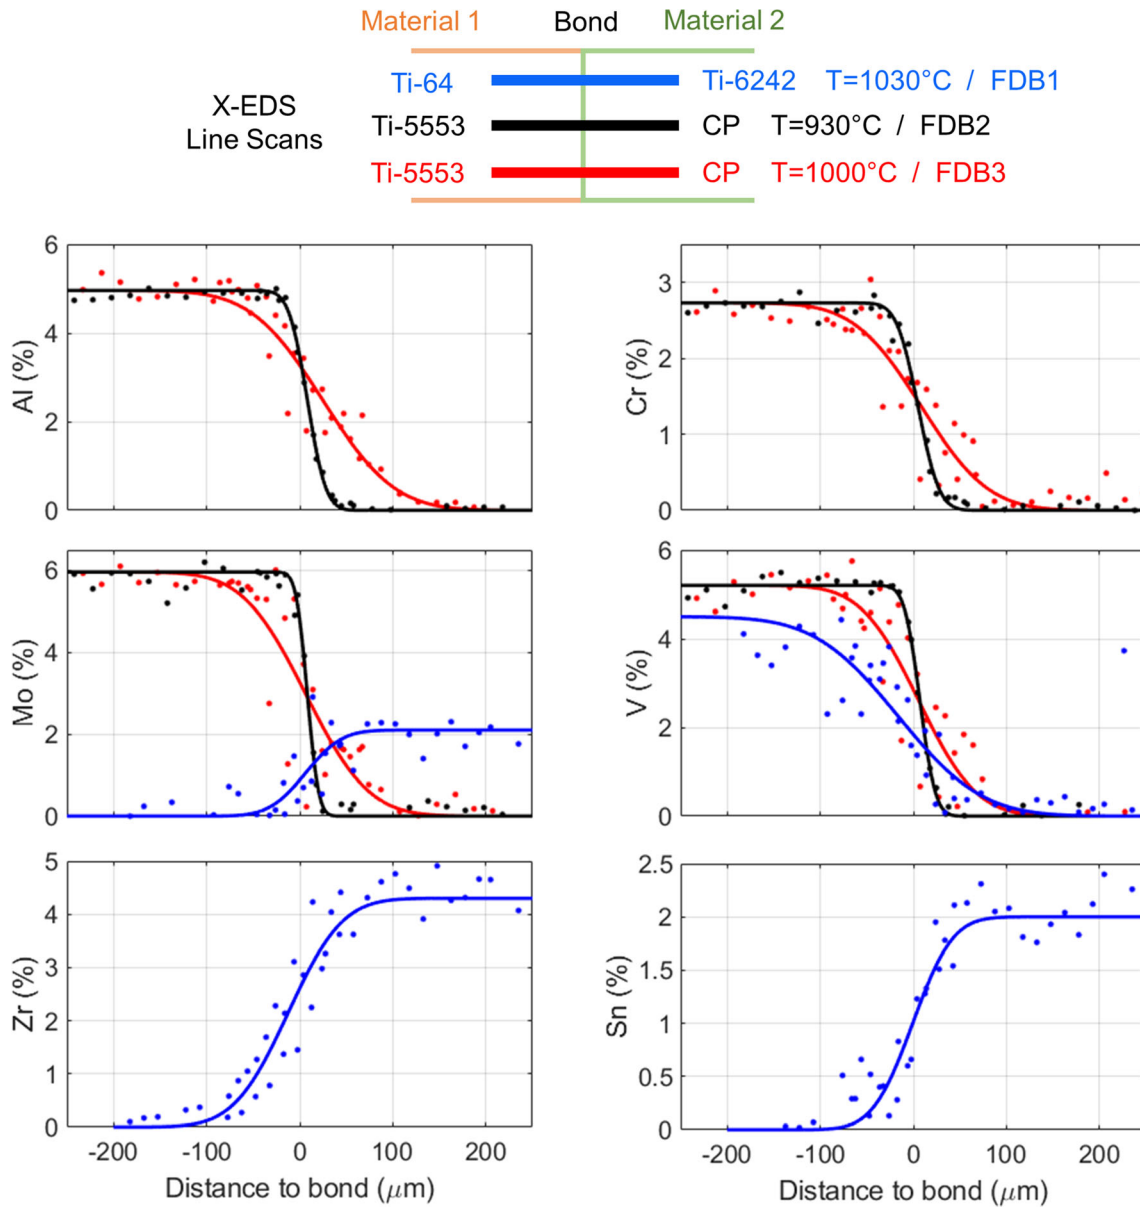 Material 1 Bond Material 2
Ti-64 Ti-6242 T=1030°C / FDB1
X-EDS
Line Scans
Ti-5553 CP T=930°C / FDB2
Ti-5553 CP T=1000°C / FDB3
6
4
2
0
Al (%)
3
2
1
0
Cr (%)
6
4
2
0
Mo (%)
6
4
2
0
V (%)
5
4
3
2
1
0
Zr (%)
-200 -100 0 100 200
Distance to bond (μm)
2.5
2
1.5
1
0.5
0
Sn (%)
-200 -100 0 100 200
Distance to bond (μm)